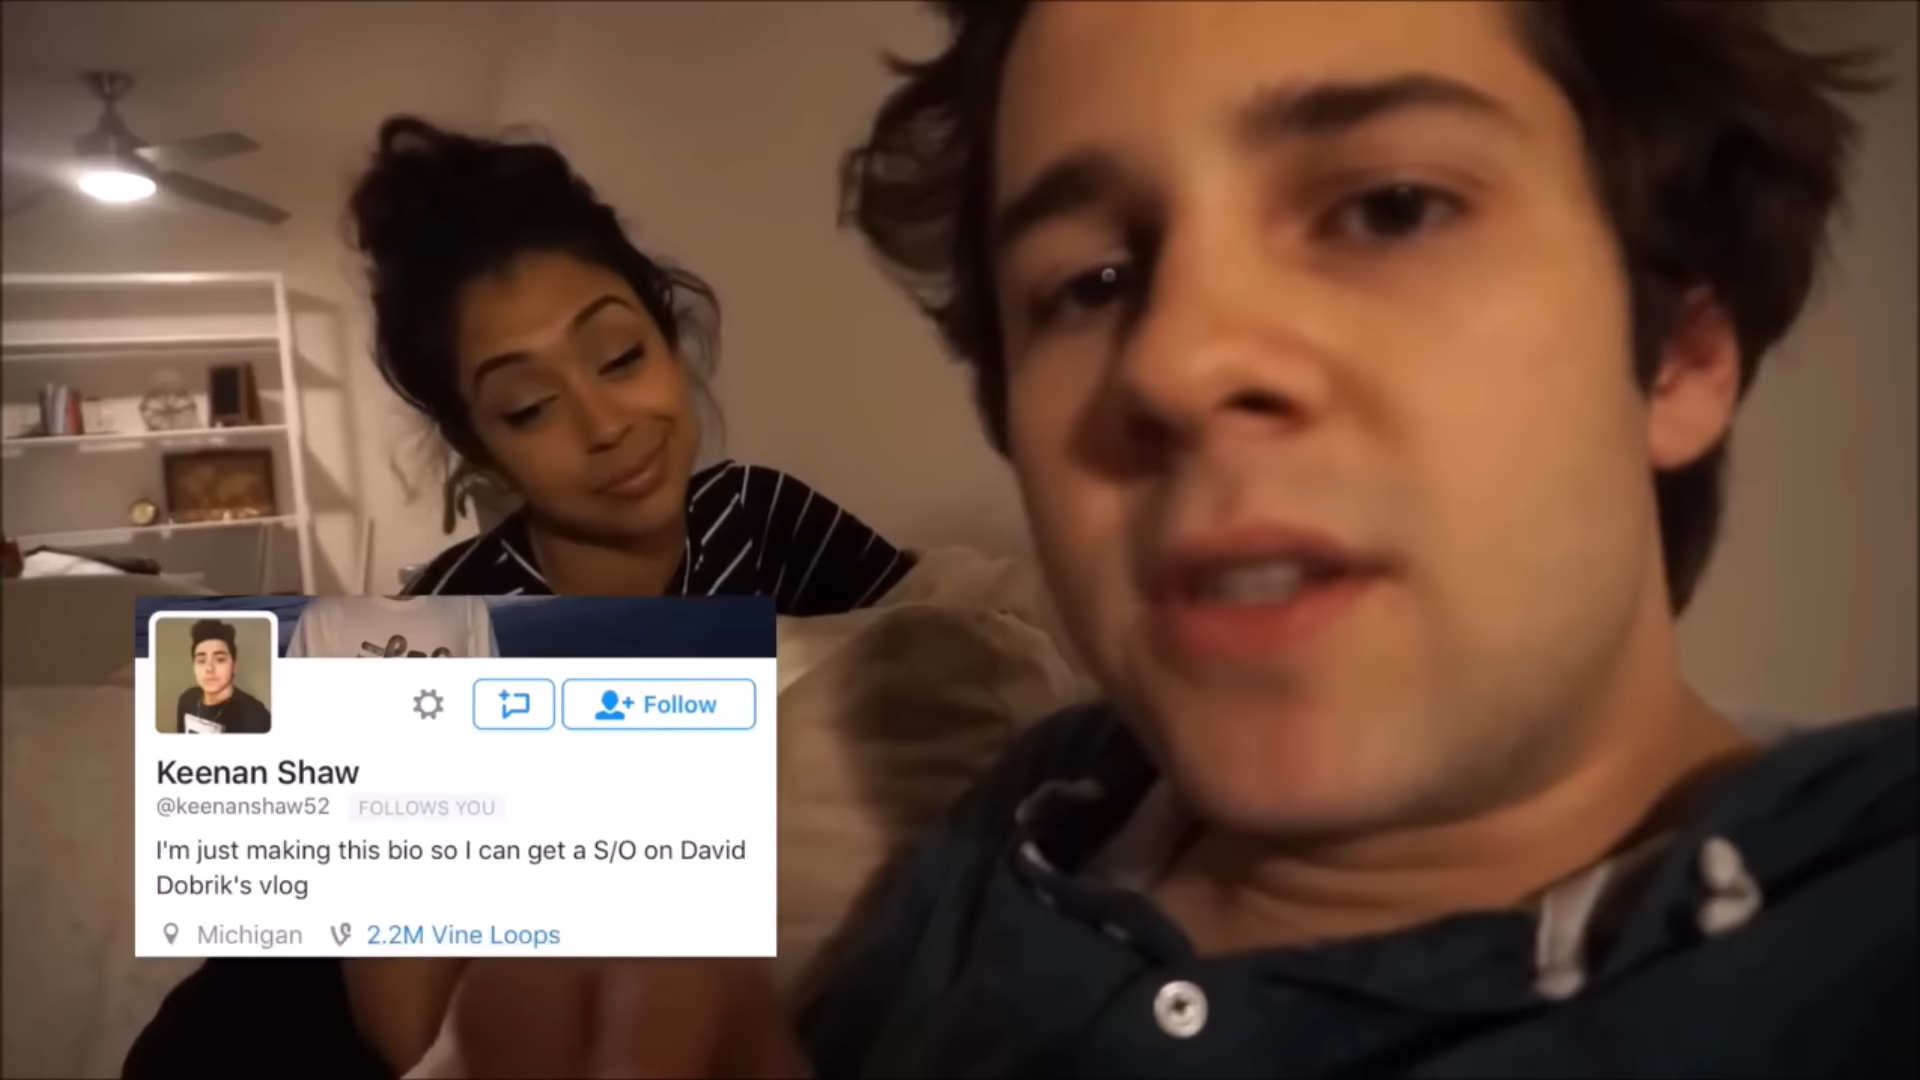 Follow
Keenan Shaw
@keenanshaw52 FOLLOWS YOU
I'm just making this bio so I can get a S/O on David
Dobrik's vlog
Michigan 2.2M Vine Loops